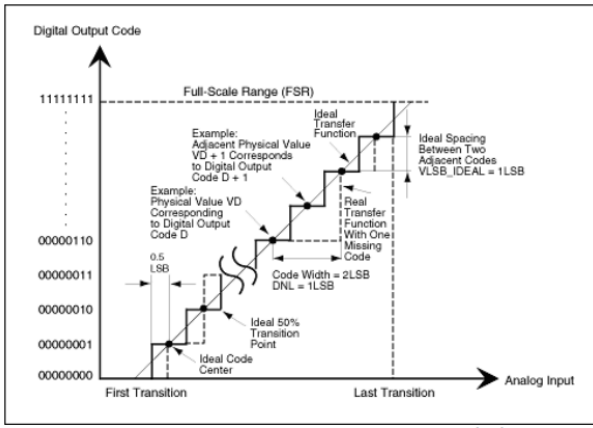 Digital Output Code
Full-Scale Range (FSR)
11111111
Ideal
Transfer
Function
Example:
Adjacent Physical Value
VD + 1 Corresponds
to Digital Output
Code D + 1
Ideal Spacing
Between Two
Adjacent Codes
VLSB_IDEAL = 1LSB
Example:
Physical Value VD
Corresponding
to Digital Output
Code D
Real
Transfer
Function
With One
Missing
Code
00000110
0.5
LSB
Code Width = 2LSB
DNL = 1LSB
00000011
00000010
Ideal 50%
Transition
Point
00000001
Ideal Code
Center
00000000
First Transition
Last Transition
Analog Input